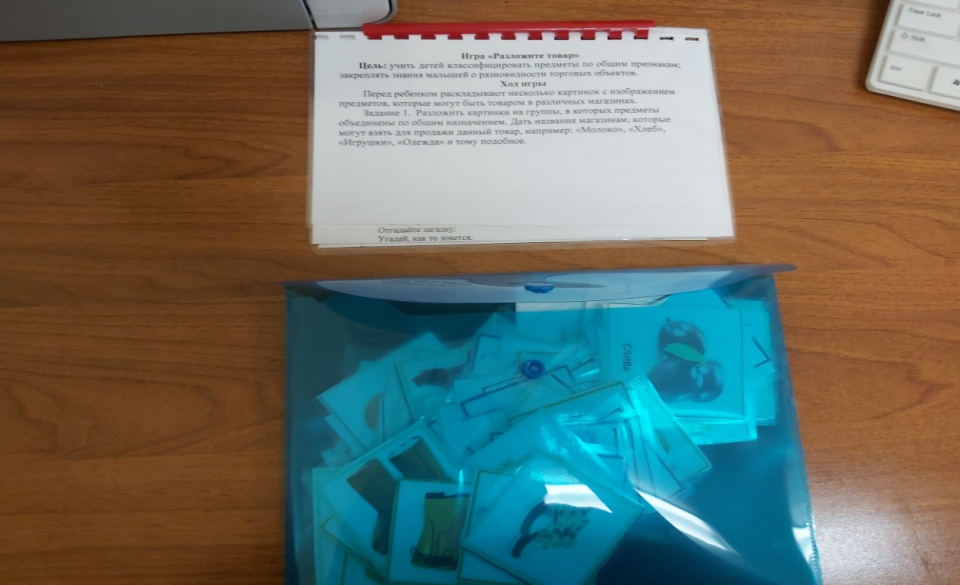 Игра «Разложите товар»
Цель: учить детей классифицировать предметы по общим признакам;
закреплять знания малышей о разновидности торговых объектов.
Ход игры
Перед ребенком раскладывают несколько картинок с изображением
предметов, которые могут быть товаром в различных магазинах.
Задание 1. Разложить картинки на группы, в которых предметы
объединены по общим назначением. Дать названия магазинам, которые
могут взять для продажи данный товар, например: «Молоко», «Хлеб»,
«Игрушки», «Одежда» и тому подобное.
Отгадайте загадку:
Угадай, как то зовется,
Caps Lock
Shift
Ctrl
СЛИВА